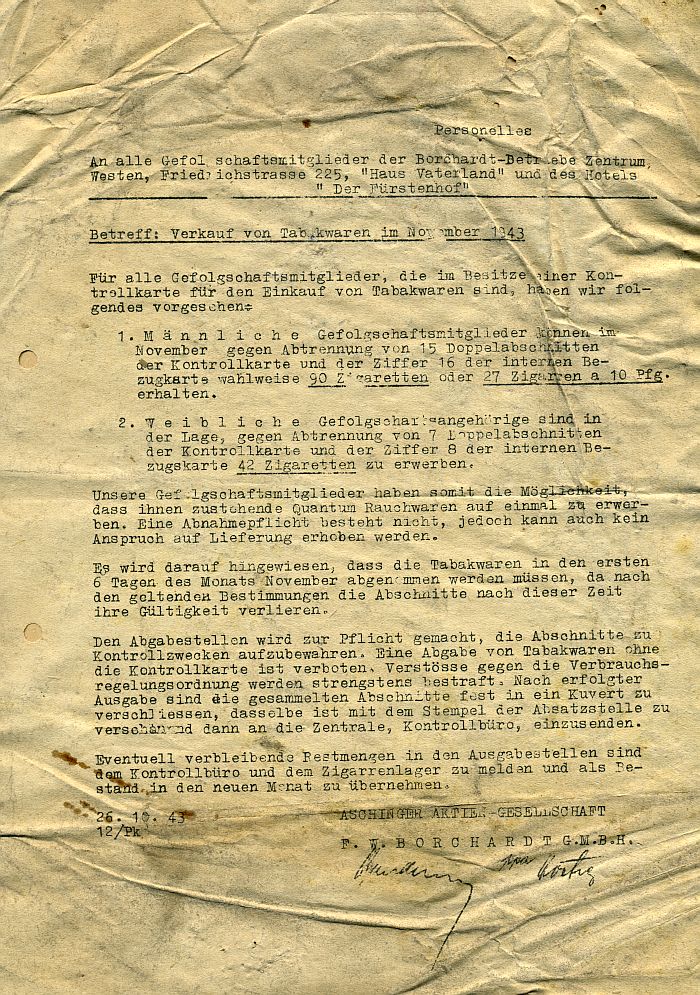 Personelles
An alle Gefol schaftsmitglieder der Borchardt-Betriebe Zentrum,
Westen, Friedrichstrasse 225, "Haus Vaterland" und des Hotels
" Der Fürstenhof"
Betreff: Verkauf von Tabakwaren im November 1943
Für alle Gefolgschaftsmitglieder, die im Besitze einer Kon-
trollkarte für den Einkauf von Tabakwaren sind, haben wir fol-
gendes vorgesehen:
1. M ä n n l i c h e Gefolgschaftsmitglieder können im
November gegen Abtrennung von 15 Doppelabschnitten
der Kontrollkarte und der Ziffer 16 der internen Be-
zugkarte wahlweise 90 Zigaretten oder 27 Zigarren a 10 Pfg.
erhalten.
2. W e i b l i c h e Gefolgschaftsangehörige sind in
der Lage, gegen Abtrennung von 7 Doppelabschnitten
der Kontrollkarte und der Ziffer 8 der internen Be-
zugskarte 42 Zigaretten zu erwerben.
Unsere Gefolgschaftsmitglieder haben somit die Möglichkeit,
dass ihnen zustehende Quantum Rauchwaren auf einmal zu erwer-
ben. Eine Abnahmepflicht besteht nicht, jedoch kann auch kein
Anspruch auf Lieferung erhoben werden.
Es wird darauf hingewiesen, dass die Tabakwaren in den ersten
6 Tagen des Monats November abgenommen werden müssen, da nach
den geltenden Bestimmungen die Abschnitte nach dieser Zeit
ihre Gültigkeit verlieren.
Den Abgabestellen wird zur Pflicht gemacht, die Abschnitte zu
Kontrollzwecken aufzubewahren. Eine Abgabe von Tabakwaren ohne
die Kontrollkarte ist verboten. Verstösse gegen die Verbrauchs-
regelungsordnung werden strengstens bestraft. Nach erfolgter
Ausgabe sind die gesammelten Abschnitte fest in ein Kuvert zu
verschliessen, dasselbe ist mit dem Stempel der Absatzstelle zu
versehen und dann an die Zentrale, Kontrollbüro, einzusenden.
Eventuell verbleibende Restmengen in den Ausgabestellen sind
dem Kontrollbüro und dem Zigarrenlager zu melden und als Be-
stand in den neuen Monat zu übernehmen.
26. 10. 43 ASCHINGER AKTIEN-GESELLSCHAFT
12/Pk
F. W. B O R C H A R D T G.M.B.H.
ppa